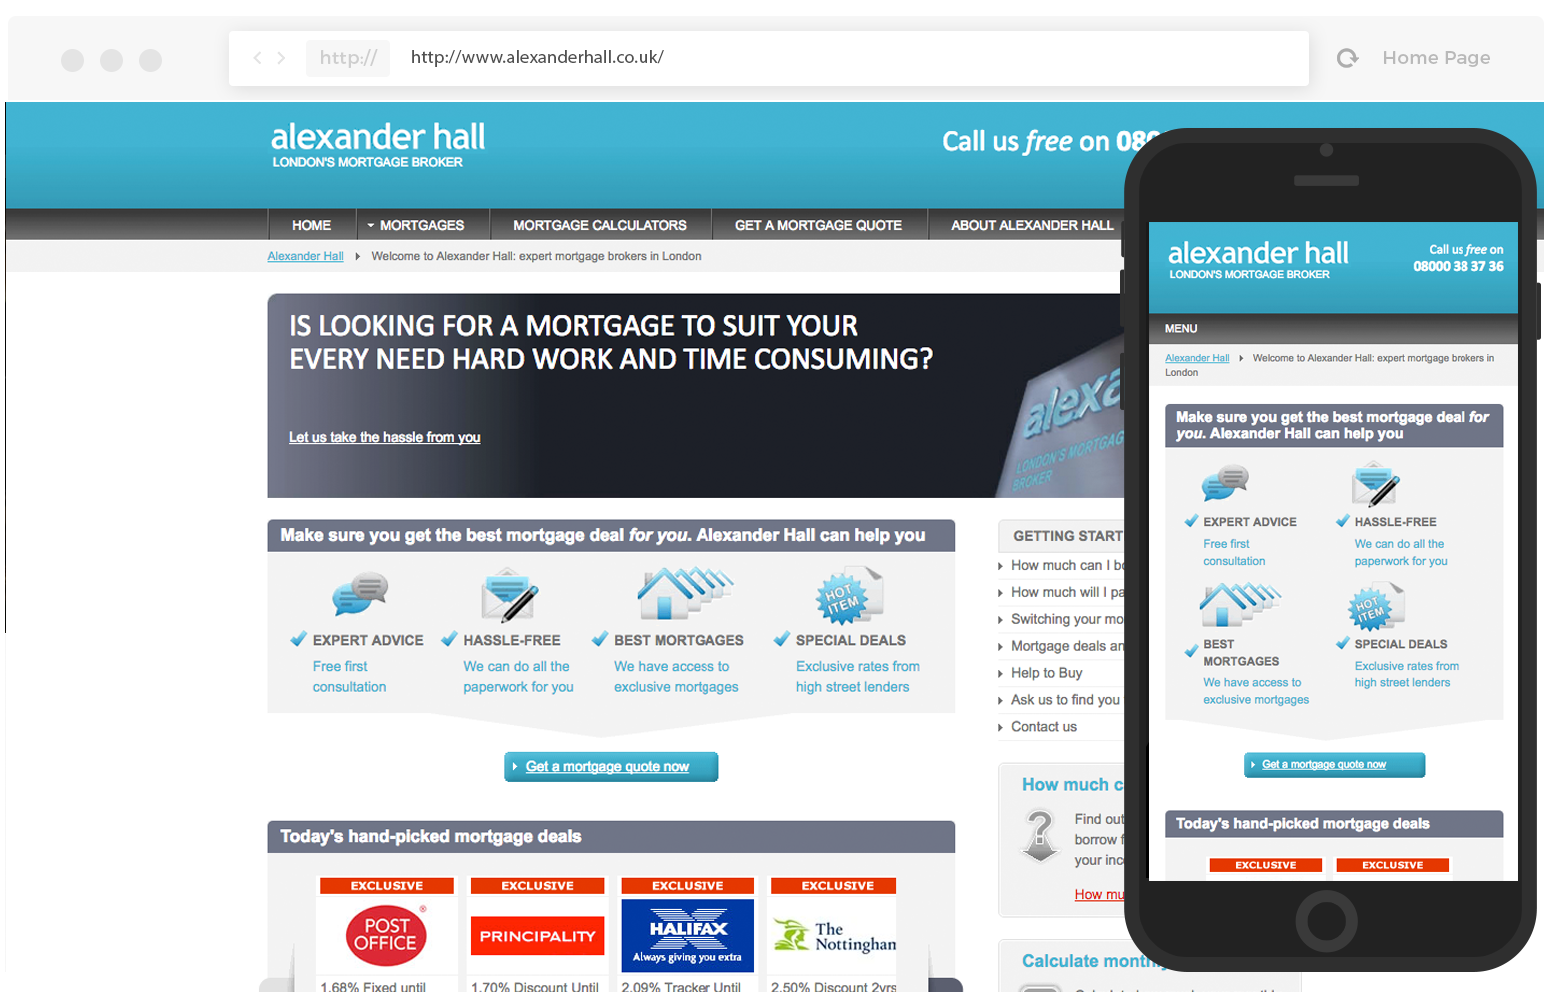 http:// http://www.alexanderhall.co.uk/ Home Page
alexander hall
LONDON'S MORTGAGE BROKER
Call us free on
HOME MORTGAGES MORTGAGE CALCULATORS GET A MORTGAGE QUOTE ABOUT ALEXANDER HALL
Alexander Hall Welcome to Alexander Hall: expert mortgage brokers in London
IS LOOKING FOR A MORTGAGE TO SUIT YOUR
EVERY NEED HARD WORK AND TIME CONSUMING?
Let us take the hassle from you
LONDON'S MORTGAGE
BROKER
Make sure you get the best mortgage deal for you. Alexander Hall can help you
HOT
ITEM
EXPERT ADVICE HASSLE-FREE BEST MORTGAGES SPECIAL DEALS
Free first We can do all the We have access to Exclusive rates from
consultation paperwork for you exclusive mortgages high street lenders
Get a mortgage quote now
Today's hand-picked mortgage deals
EXCLUSIVE EXCLUSIVE EXCLUSIVE EXCLUSIVE
POST
OFFICE
PRINCIPALITY
HALIFAX
Always giving you extra
The
Nottingham
1.68% Fixed until 1.70% Discount Until 2.09% Tracker Until 2.50% Discount 2yrs
GETTING
How much can I
How much will I
Switching your
Mortgage deals
Help to Buy
Ask us to find you
Contact us
How much
Find out
borrow
your
How
Calculate
alexander hall
LONDON'S MORTGAGE BROKER
Call us free on
08000 38 37 36
MENU
Alexander Hall Welcome to Alexander Hall: expert mortgage brokers in
London
Make sure you get the best mortgage deal for
you. Alexander Hall can help you
EXPERT ADVICE HASSLE-FREE
Free first We can do all the
consultation paperwork for you
HOT
ITEM
BEST
MORTGAGES
SPECIAL DEALS
We have access to
exclusive mortgages
Exclusive rates from
high street lenders
Get a mortgage quote now
Today's hand-picked mortgage deals
EXCLUSIVE EXCLUSIVE